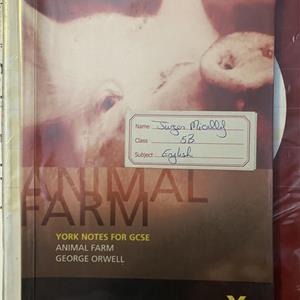 Name
Class 5B
Subject English
ANIMAL
FARM
YORK NOTES FOR GCSE
ANIMAL FARM
GEORGE ORWELL
Y